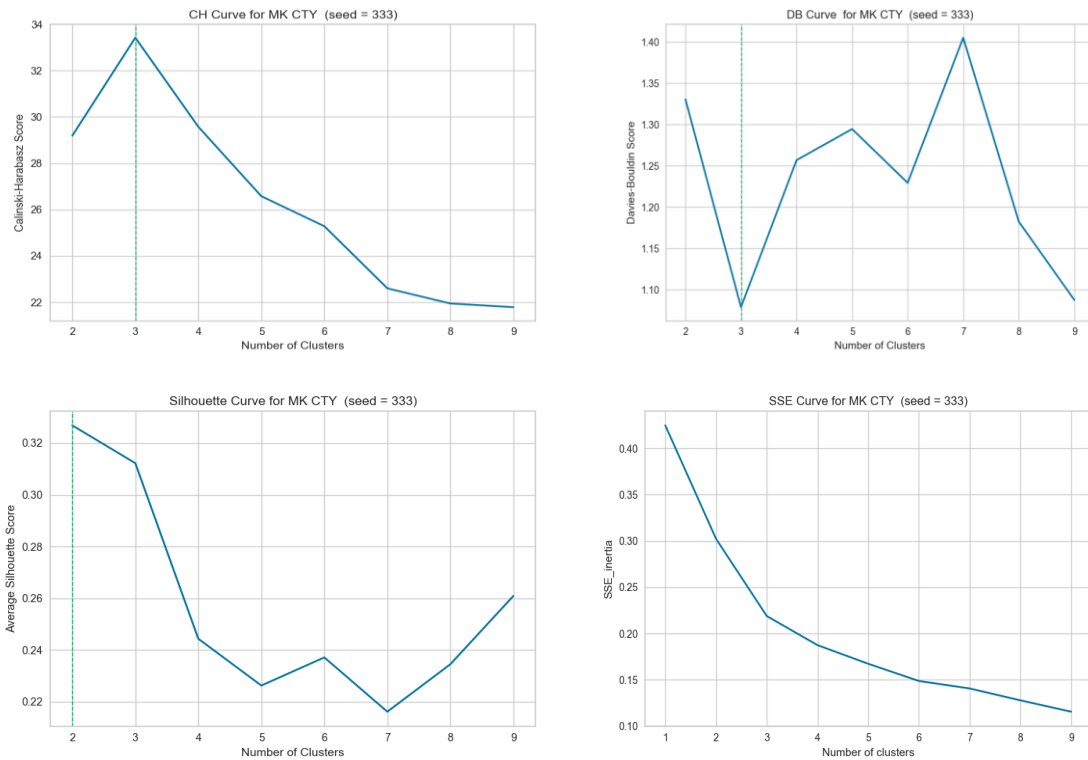 CH Curve for MK CTY (seed = 333)
34
32
30
28
26
24
22
Calinski-Harabasz Score
2 3 4 5 6 7 8 9
Number of Clusters
DB Curve for MK CTY (seed = 333)
1.40
1.35
1.30
1.25
1.20
1.15
1.10
Davies-Bouldin Score
2 3 4 5 6 7 8 9
Number of Clusters
Silhouette Curve for MK CTY (seed = 333)
0.32
0.30
0.28
0.26
0.24
0.22
Average Silhouette Score
2 3 4 5 6 7 8 9
Number of Clusters
SSE Curve for MK CTY (seed = 333)
0.40
0.35
0.30
0.25
0.20
0.15
0.10
SSE_inertia
1 2 3 4 5 6 7 8 9
Number of clusters